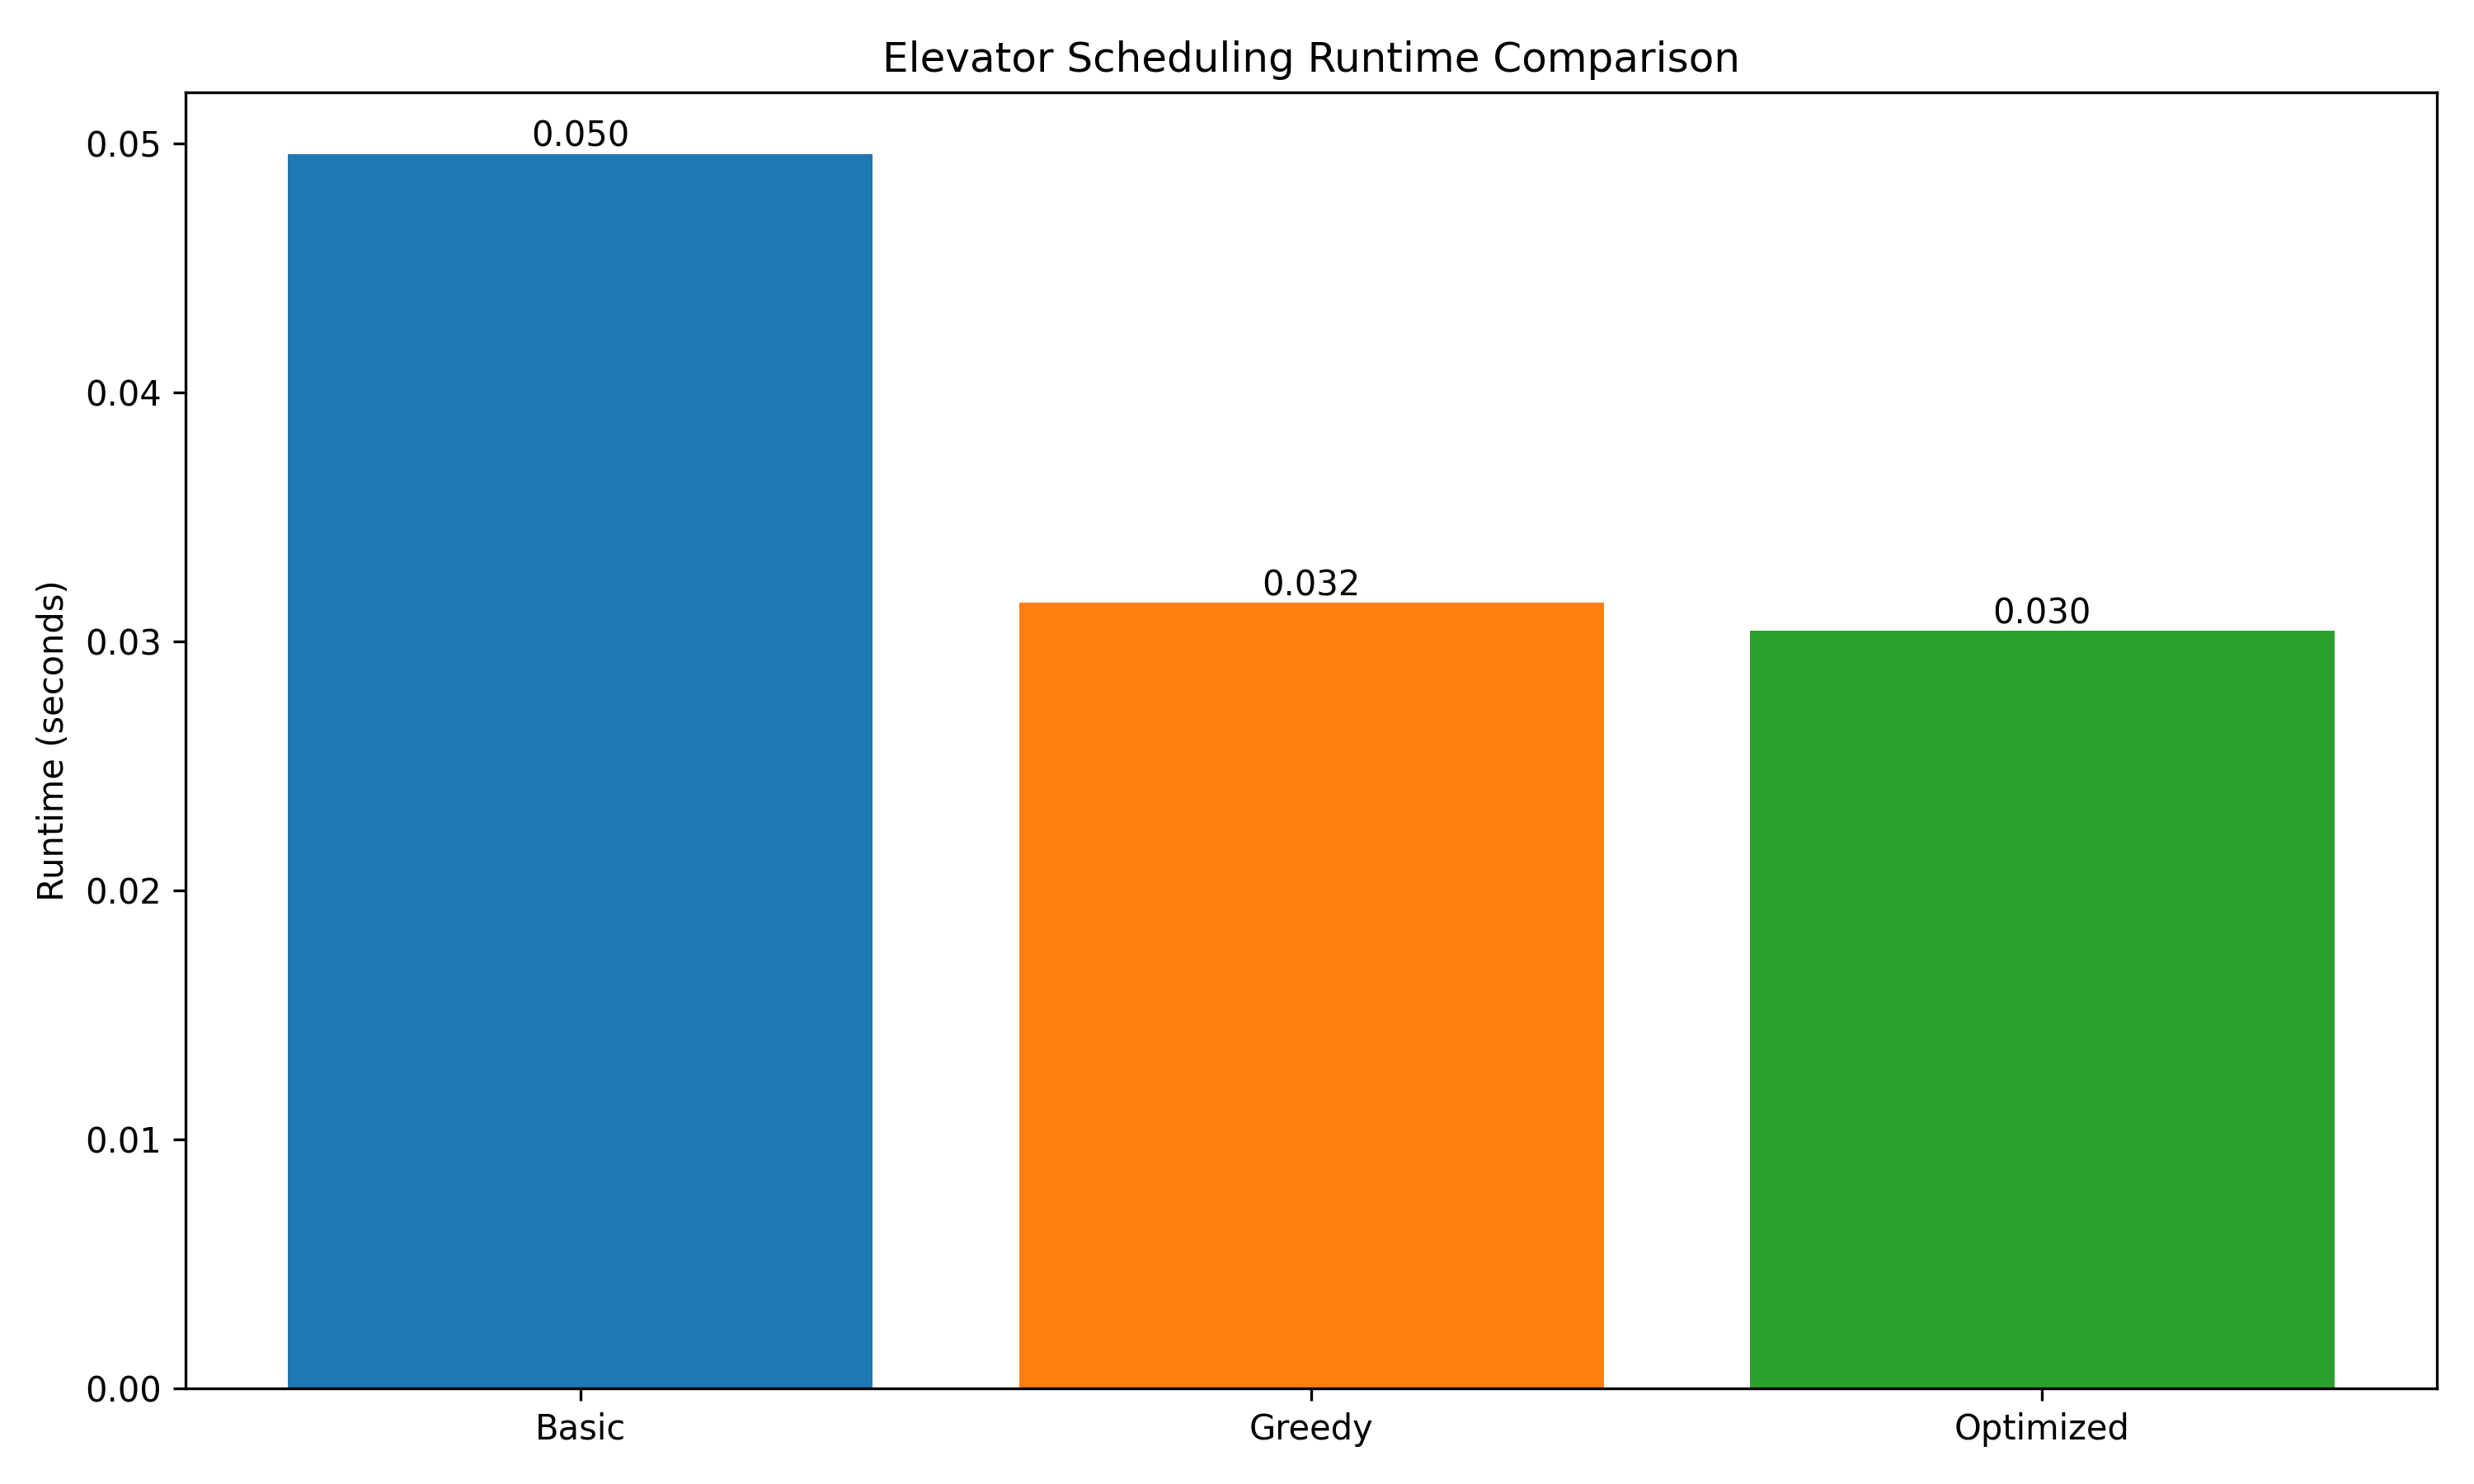 Elevator Scheduling Runtime Comparison
Runtime (seconds)
0.05
0.04
0.03
0.02
0.01
0.00
0.050
0.032
0.030
Basic
Greedy
Optimized